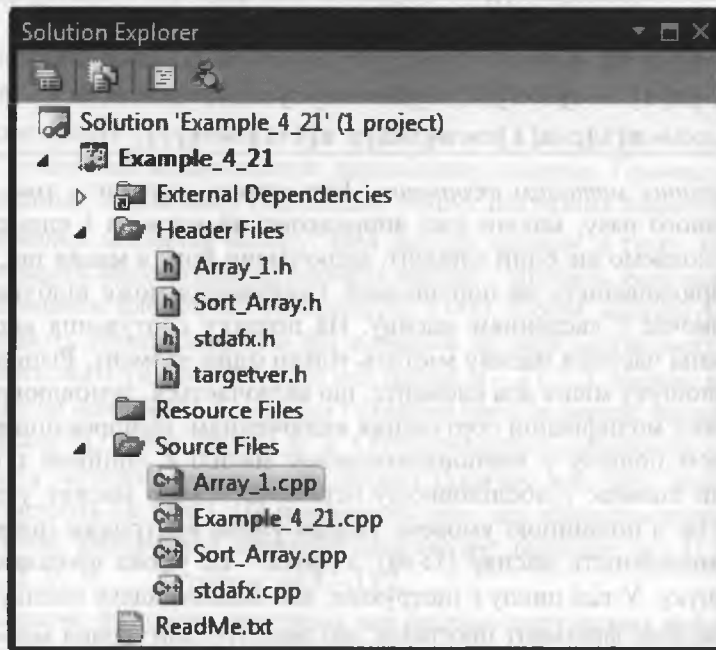 Solution Explorer
Solution 'Example_4_21' (1 project)
Example_4_21
External Dependencies
Header Files
Array_1.h
Sort_Array.h
stdafx.h
targetver.h
Resource Files
Source Files
Array_1.cpp
Example_4_21.cpp
Sort_Array.cpp
stdafx.cpp
ReadMe.txt